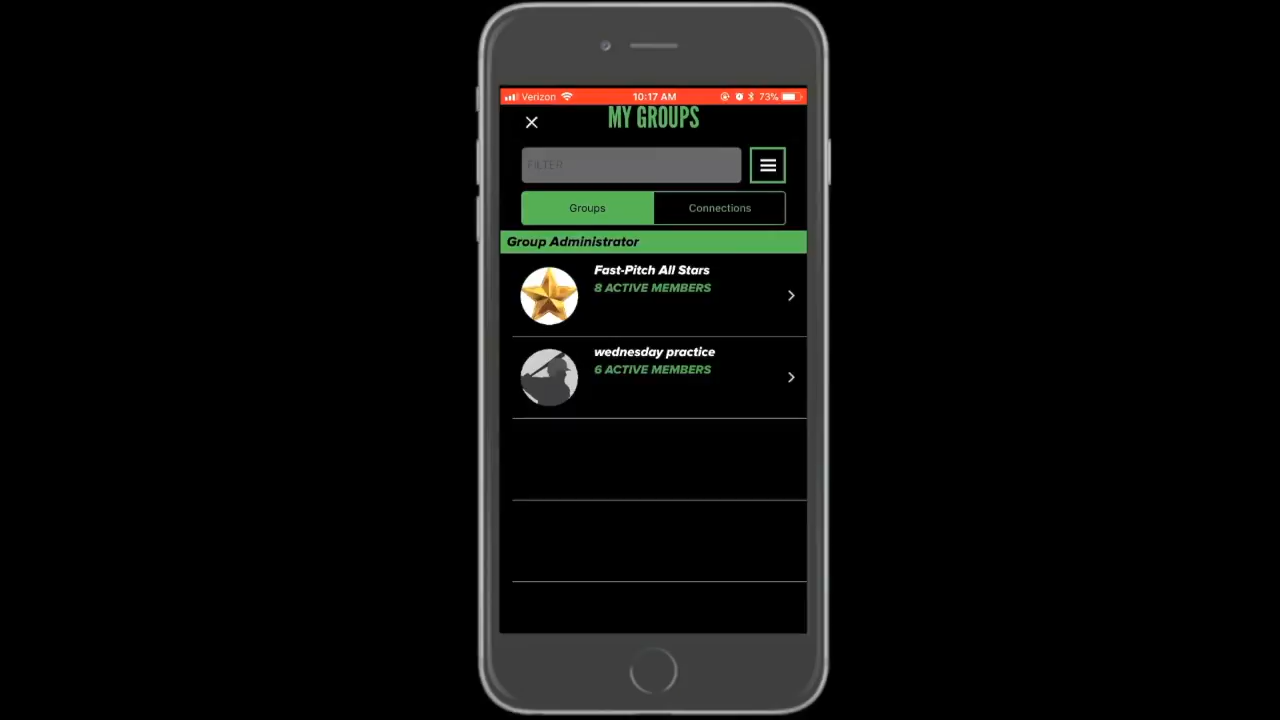 Verizon 10:17 AM 73%
MY GROUPS
FILTER
Groups Connections
Group Administrator
Fast-Pitch All Stars
8 ACTIVE MEMBERS
wednesday practice
6 ACTIVE MEMBERS